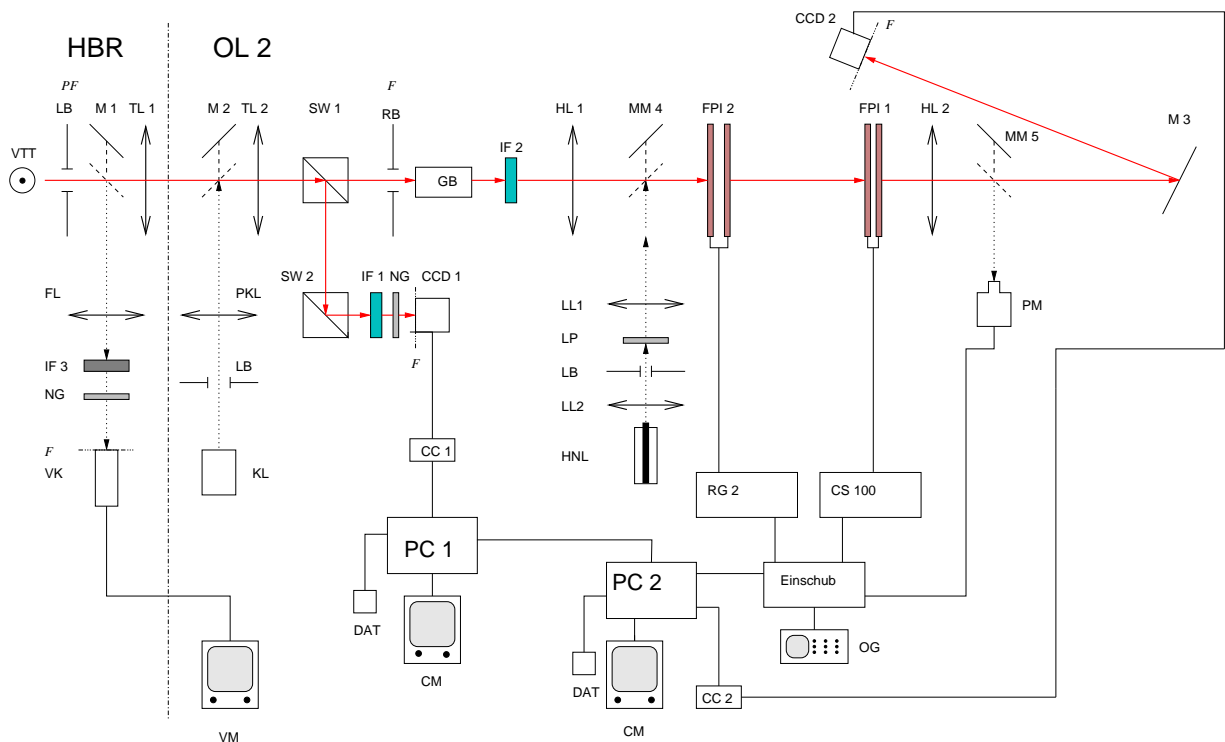 HBR
OL 2
CCD 2
F
PF
LB
M 1
TL 1
M 2
TL 2
SW 1
F
RB
HL 1
MM 4
FPI 2
FPI 1
HL 2
MM 5
M 3
VTT
IF 2
GB
SW 2
IF 1
NG
CCD 1
F
FL
PKL
LL1
PM
LP
IF 3
LB
LB
NG
LL2
F
VK
KL
CC 1
HNL
RG 2
CS 100
PC 1
PC 2
Einschub
DAT
CM
OG
DAT
CC 2
VM
CM